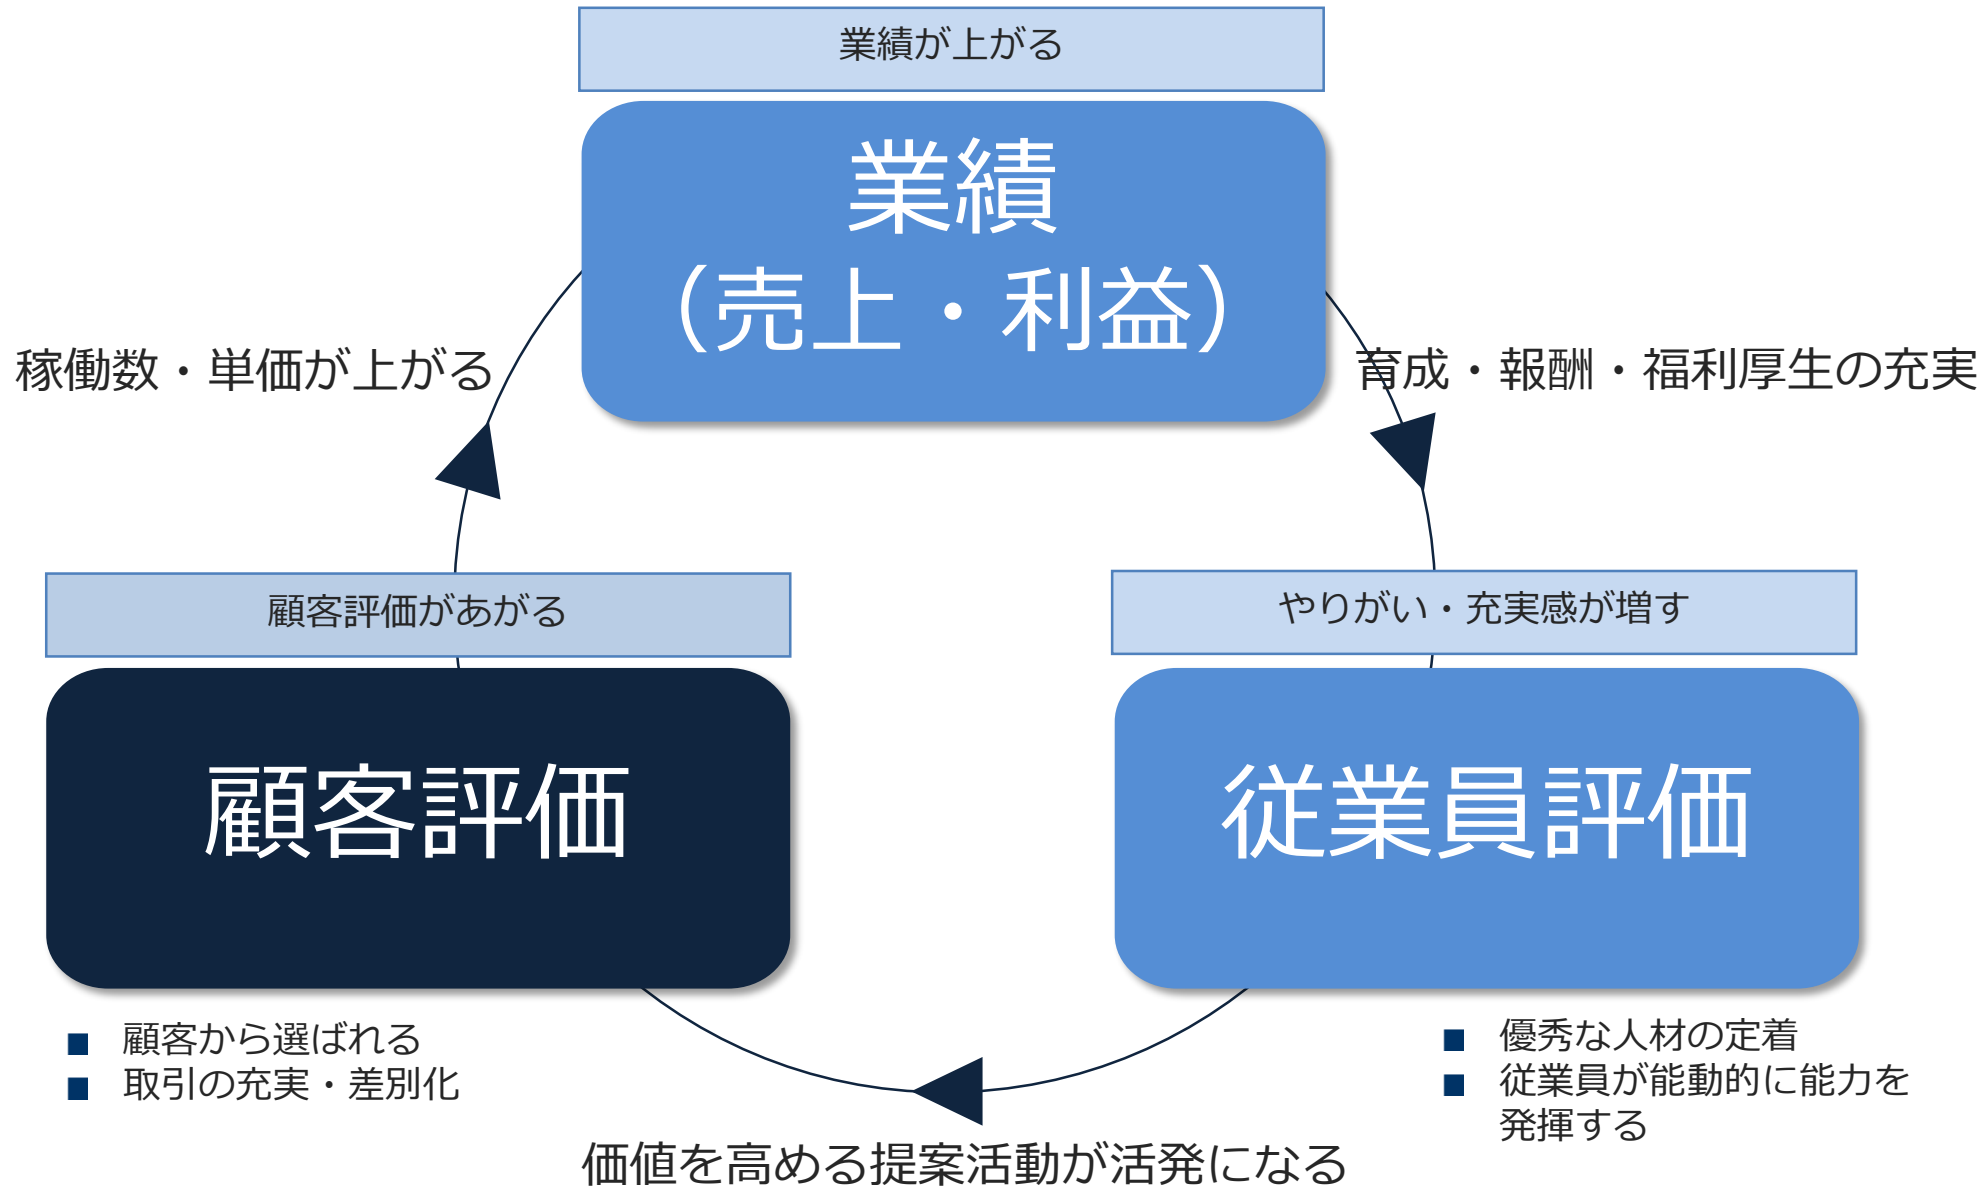 業績が上がる
業績
（売上・利益）
稼働数・単価が上がる
育成・報酬・福利厚生の充実
顧客評価があがる
やりがい・充実感が増す
顧客評価
従業員評価
■ 顧客から選ばれる
■ 取引の充実・差別化
■ 優秀な人材の定着
■ 従業員が能動的に能力を
発揮する
価値を高める提案活動が活発になる